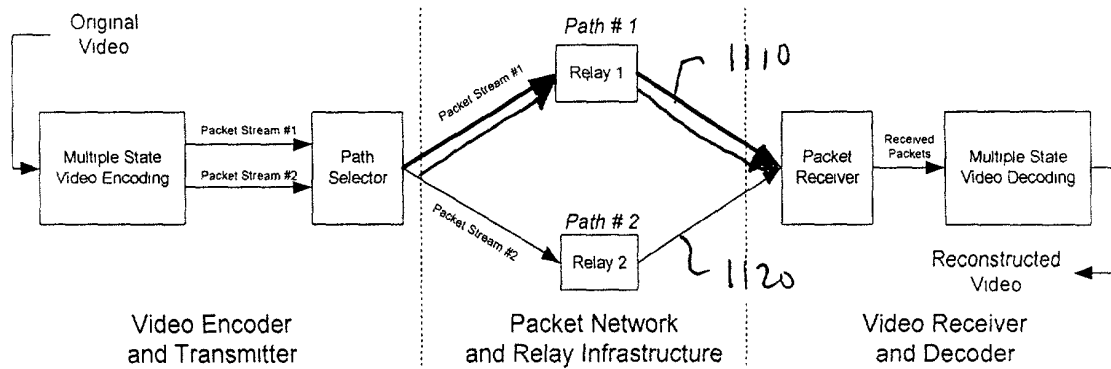 Original
Video
Multiple State
Video Encoding
Packet Stream #1
Packet Stream #2
Path
Selector
Packet Stream #1
Packet Stream #2
Path # 1
Relay 1
1110
Path # 2
Relay 2
1120
Packet
Receiver
Received
Packets
Multiple State
Video Decoding
Reconstructed
Video
Video Encoder
and Transmitter
Packet Network
and Relay Infrastructure
Video Receiver
and Decoder